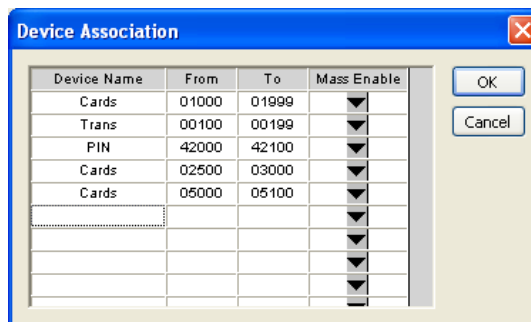 Device Association
Device Name From To Mass Enable
Cards 01000 01999
Trans 00100 00199
PIN 42000 42100
Cards 02500 03000
Cards 05000 05100
OK
Cancel